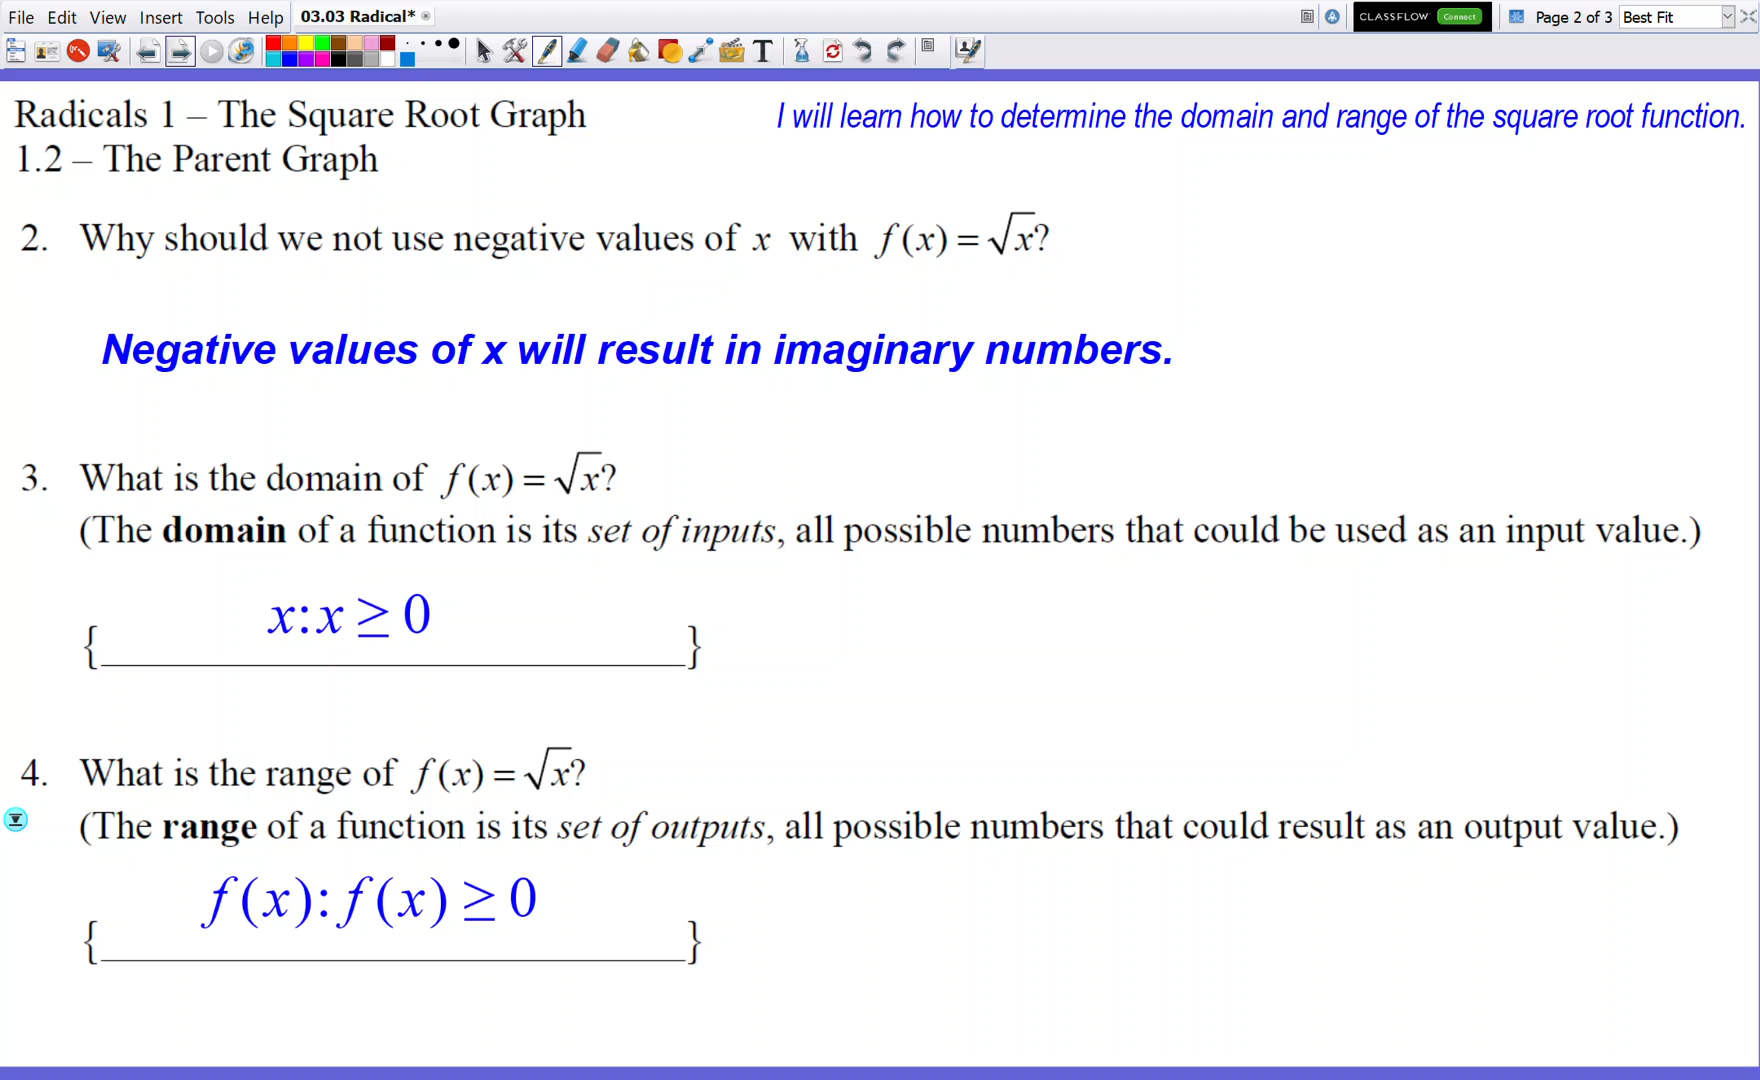 File Edit View Insert Tools Help 03.03 Radical*
CLASSFLOW Connect Page 2 of 3 Best Fit
T
Radicals 1 – The Square Root Graph
I will learn how to determine the domain and range of the square root function.
1.2 – The Parent Graph
2. Why should we not use negative values of x with f(x) = √x?
Negative values of x will result in imaginary numbers.
3. What is the domain of f(x) = √x?
(The domain of a function is its set of inputs, all possible numbers that could be used as an input value.)
{ x: x ≥ 0 }
4. What is the range of f(x) = √x?
(The range of a function is its set of outputs, all possible numbers that could result as an output value.)
{ f(x): f(x) ≥ 0 }